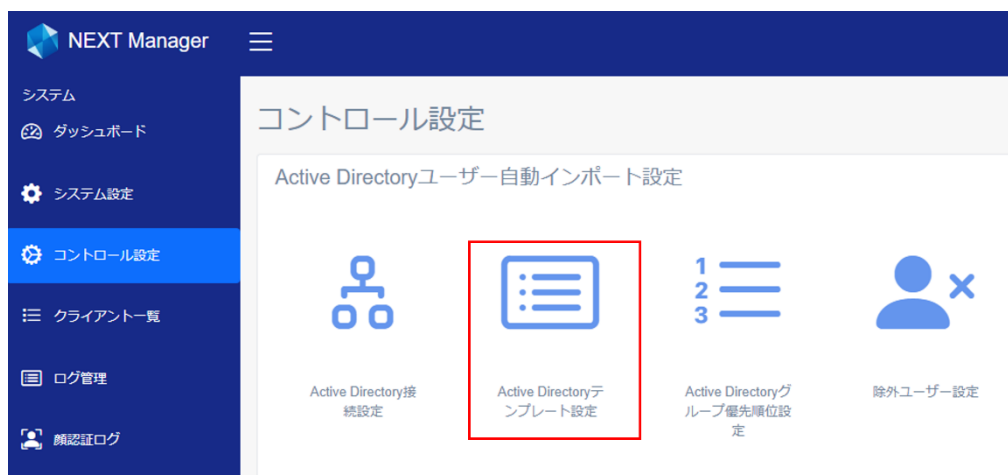 NEXT Manager
システム
ダッシュボード
システム設定
コントロール設定
クライアント一覧
ログ管理
顔認証ログ
コントロール設定
Active Directoryユーザー自動インポート設定
1
2
3
Active Directory接
続設定
Active Directoryテ
ンプレート設定
Active Directoryグ
ループ優先順位設
定
除外ユーザー設定